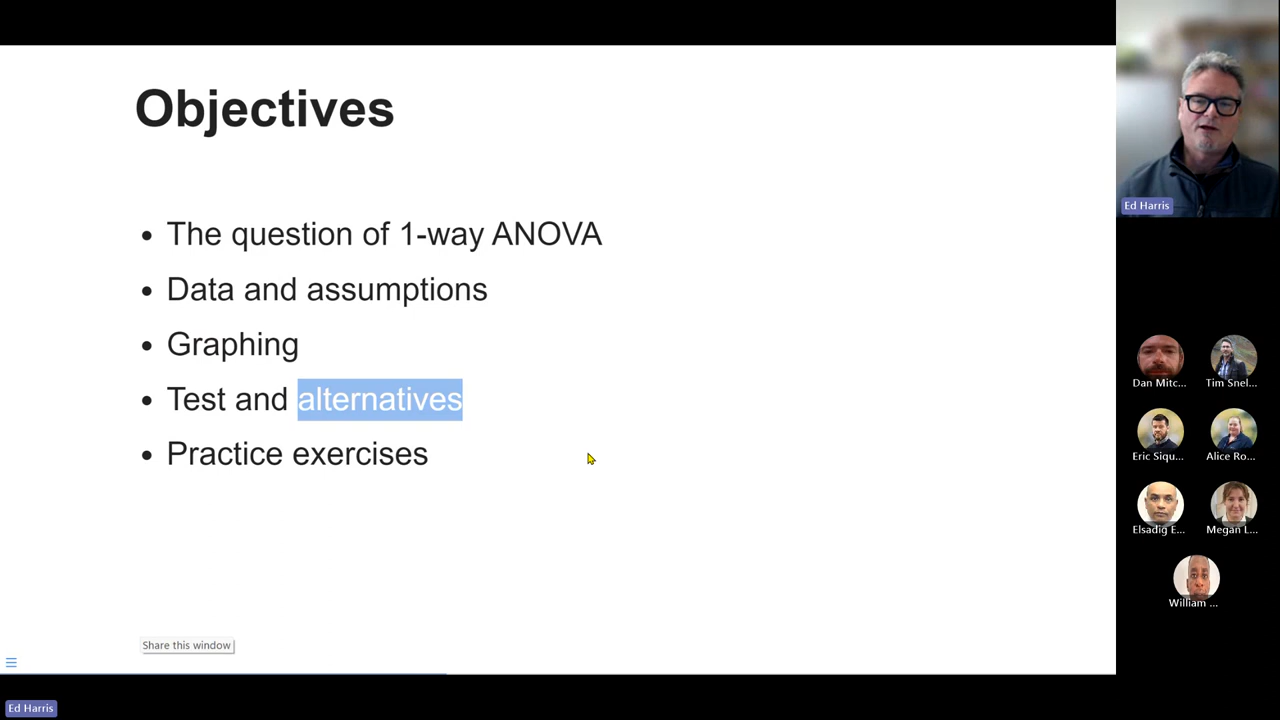 Objectives
• The question of 1-way ANOVA
• Data and assumptions
• Graphing
• Test and alternatives
• Practice exercises
Share this window
Ed Harris
Ed Harris
Dan Mitc...
Tim Snel...
Eric Siqu...
Alice Ro...
Elsadig E...
Megan L...
William ...